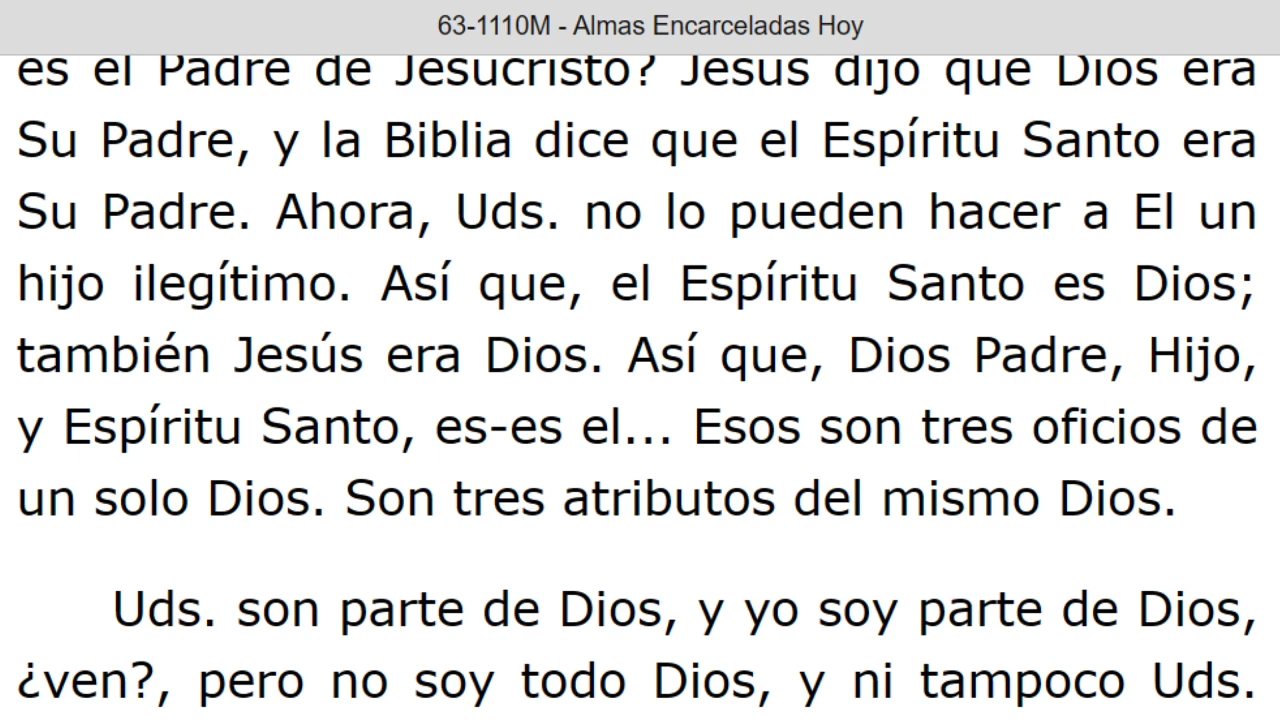 63-1110M - Almas Encarceladas Hoy
es el Padre de Jesucristo? Jesús dijo que Dios era
Su Padre, y la Biblia dice que el Espíritu Santo era
Su Padre. Ahora, Uds. no lo pueden hacer a El un
hijo ilegítimo. Así que, el Espíritu Santo es Dios;
también Jesús era Dios. Así que, Dios Padre, Hijo,
y Espíritu Santo, es-es el... Esos son tres oficios de
un solo Dios. Son tres atributos del mismo Dios.
Uds. son parte de Dios, y yo soy parte de Dios,
¿ven?, pero no soy todo Dios, y ni tampoco Uds.